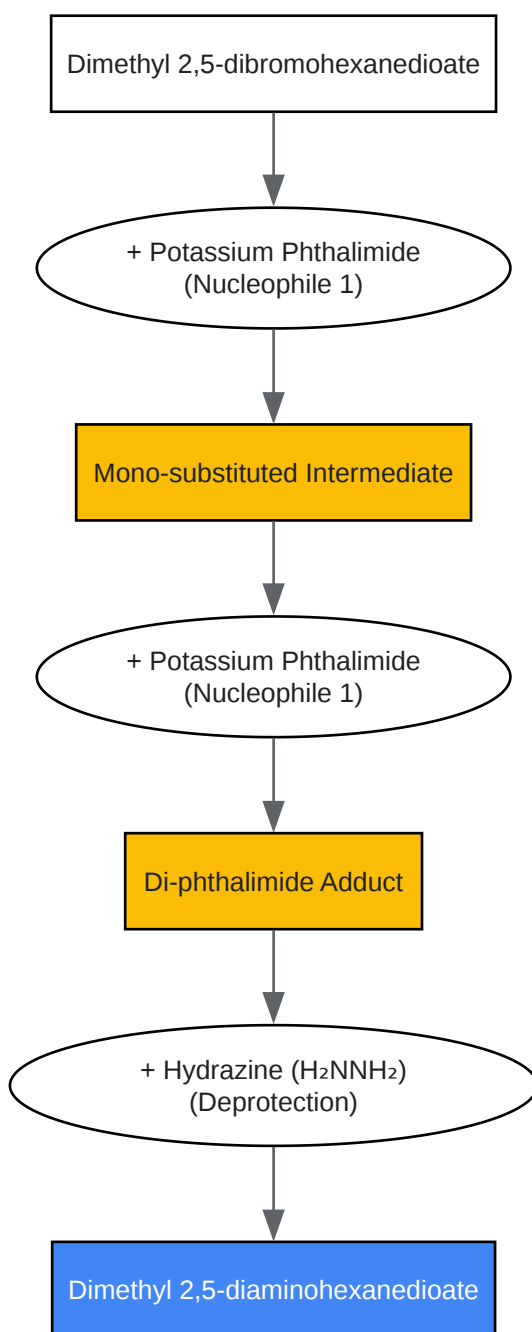 Dimethyl 2,5-dibromohexanedioate
+ Potassium Phthalimide
(Nucleophile 1)
Mono-substituted Intermediate
+ Potassium Phthalimide
(Nucleophile 1)
Di-phthalimide Adduct
+ Hydrazine (H₂NNH₂)
(Deprotection)
Dimethyl 2,5-diaminohexanedioate